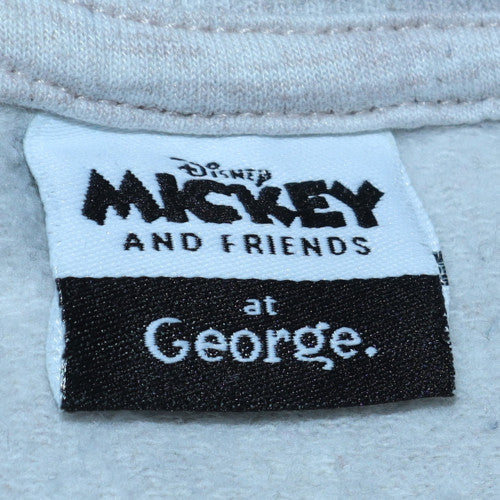 Disney
MICKEY
AND FRIENDS
at
George.